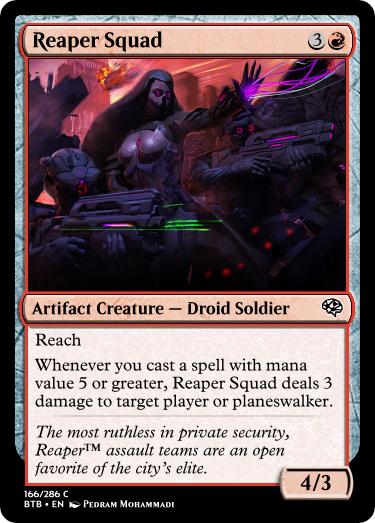 Reaper Squad 3
Artifact Creature — Droid Soldier
Reach
Whenever you cast a spell with mana
value 5 or greater, Reaper Squad deals 3
damage to target player or planeswalker.
The most ruthless in private security,
Reaper™ assault teams are an open
favorite of the city's elite.
4/3
166/286 C
BTB • EN Pedram Mohammadi